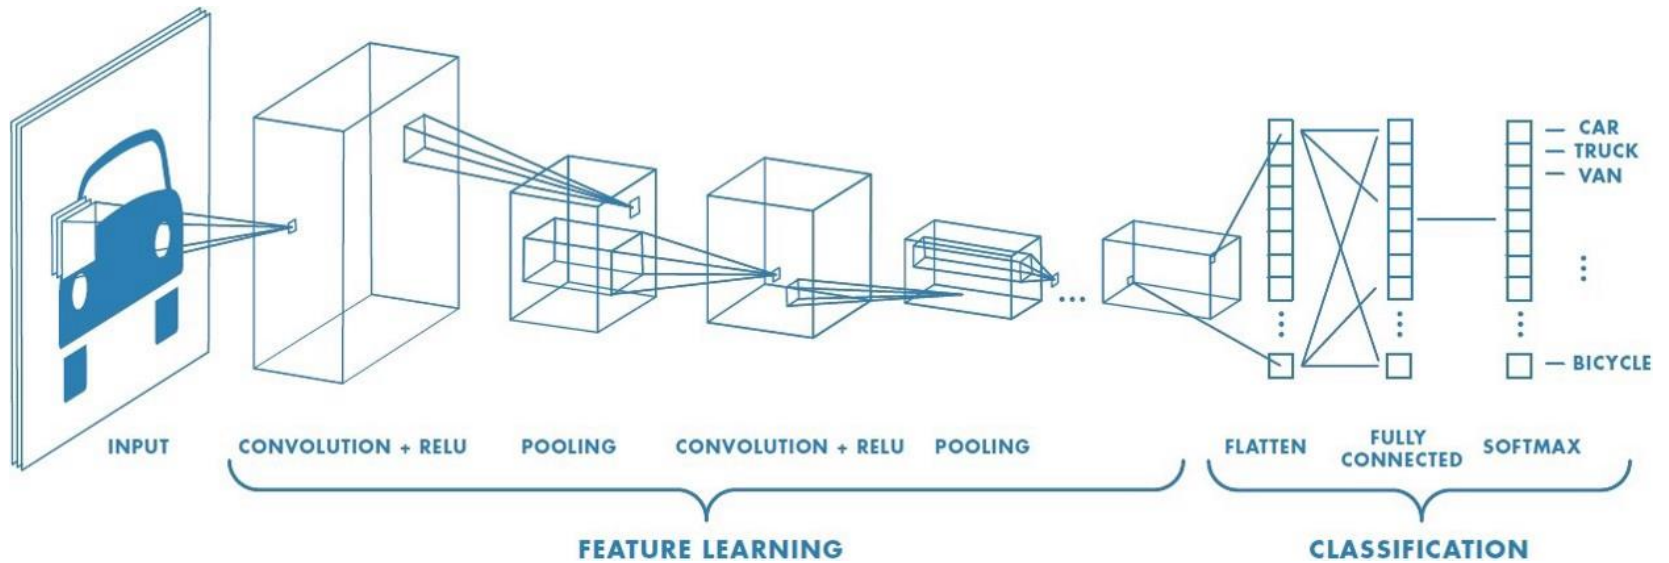 CAR
TRUCK
VAN
BICYCLE
INPUT
CONVOLUTION + RELU
POOLING
CONVOLUTION + RELU
POOLING
FLATTEN
FULLY
CONNECTED
SOFTMAX
FEATURE LEARNING
CLASSIFICATION